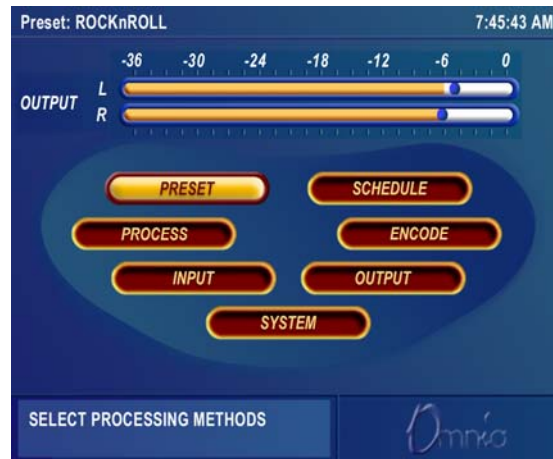 Preset: ROCKnROLL 7:45:43 AM
-36 -30 -24 -18 -12 -6 0
OUTPUT L
R
PRESET SCHEDULE
PROCESS ENCODE
INPUT OUTPUT
SYSTEM
SELECT PROCESSING METHODS Omnia